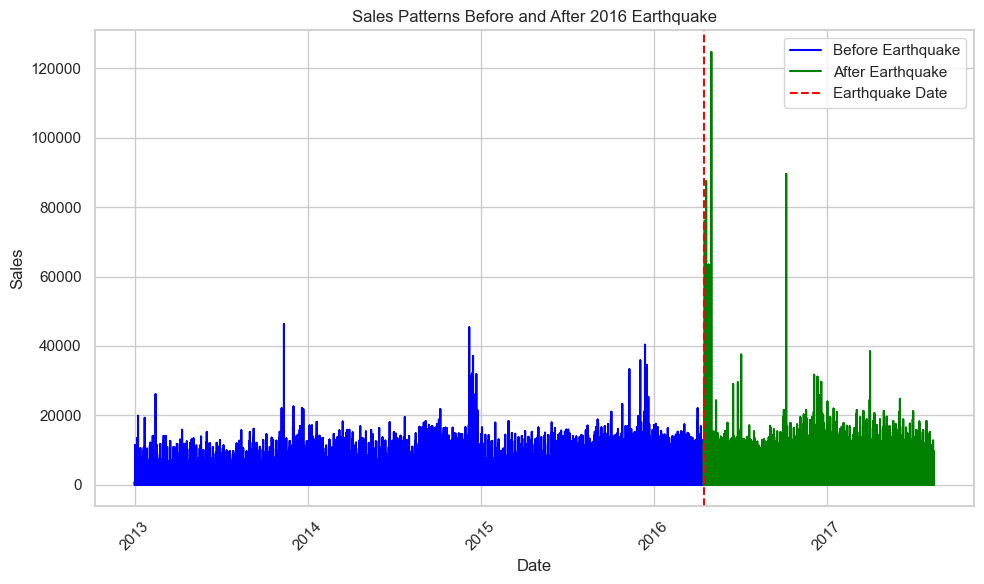 Sales Patterns Before and After 2016 Earthquake
Before Earthquake
After Earthquake
Earthquake Date
120000
100000
80000
60000
40000
20000
0
Sales
2013
2014
2015
2016
2017
Date